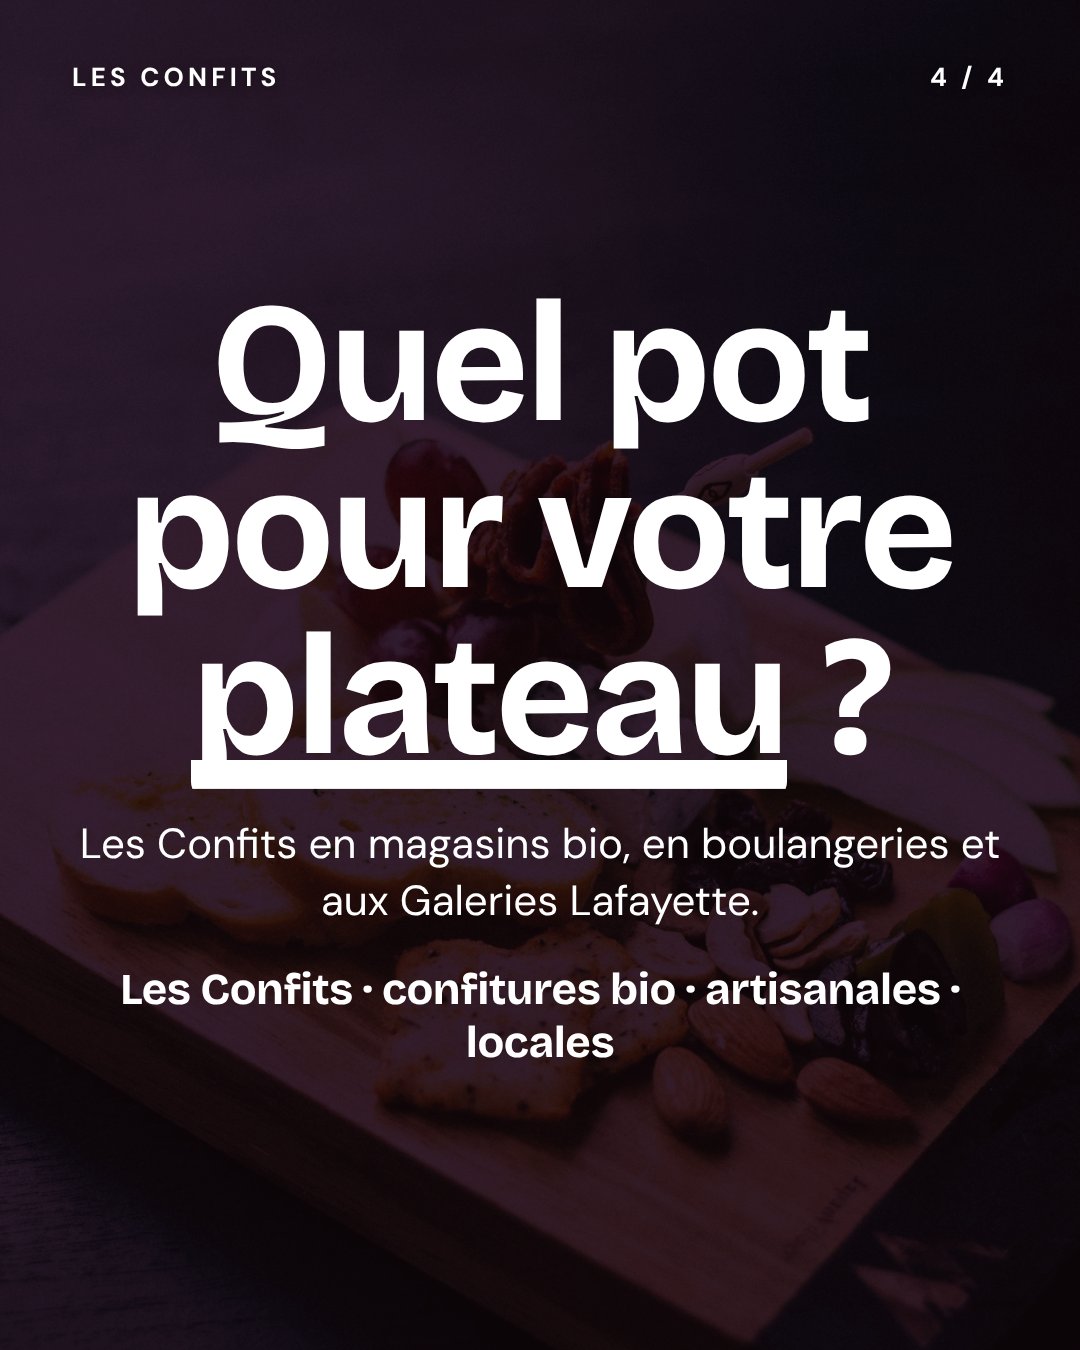 LES CONFITS
4 / 4
Quel pot
pour votre
plateau ?
Les Confits en magasins bio, en boulangeries et
aux Galeries Lafayette.
Les Confits · confitures bio · artisanales ·
locales